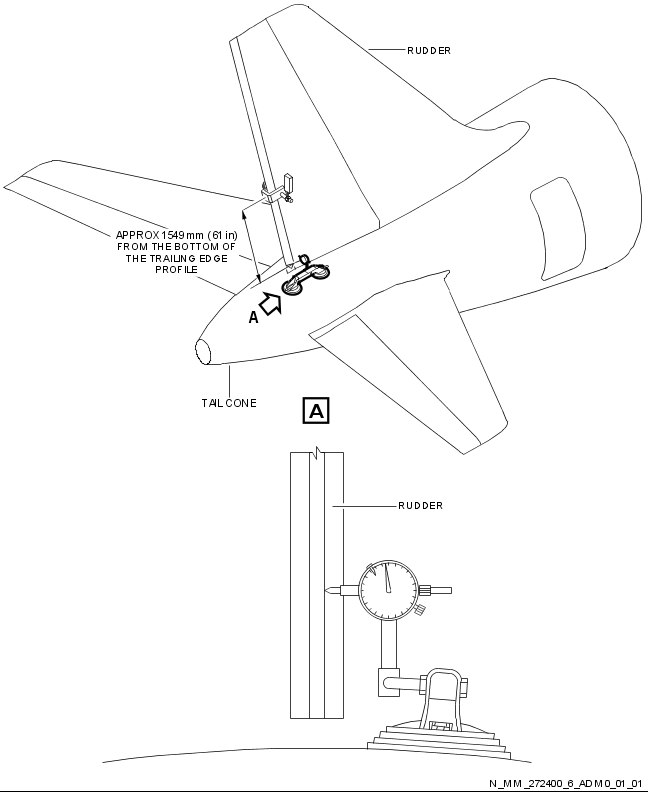 RUDDER
APPROX 1549 mm (61 in)
FROM THE BOTTOM OF
THE TRAILING EDGE
PROFILE
A
TAILCONE
A
RUDDER
N_MM_272400_6_ADM0_01_01